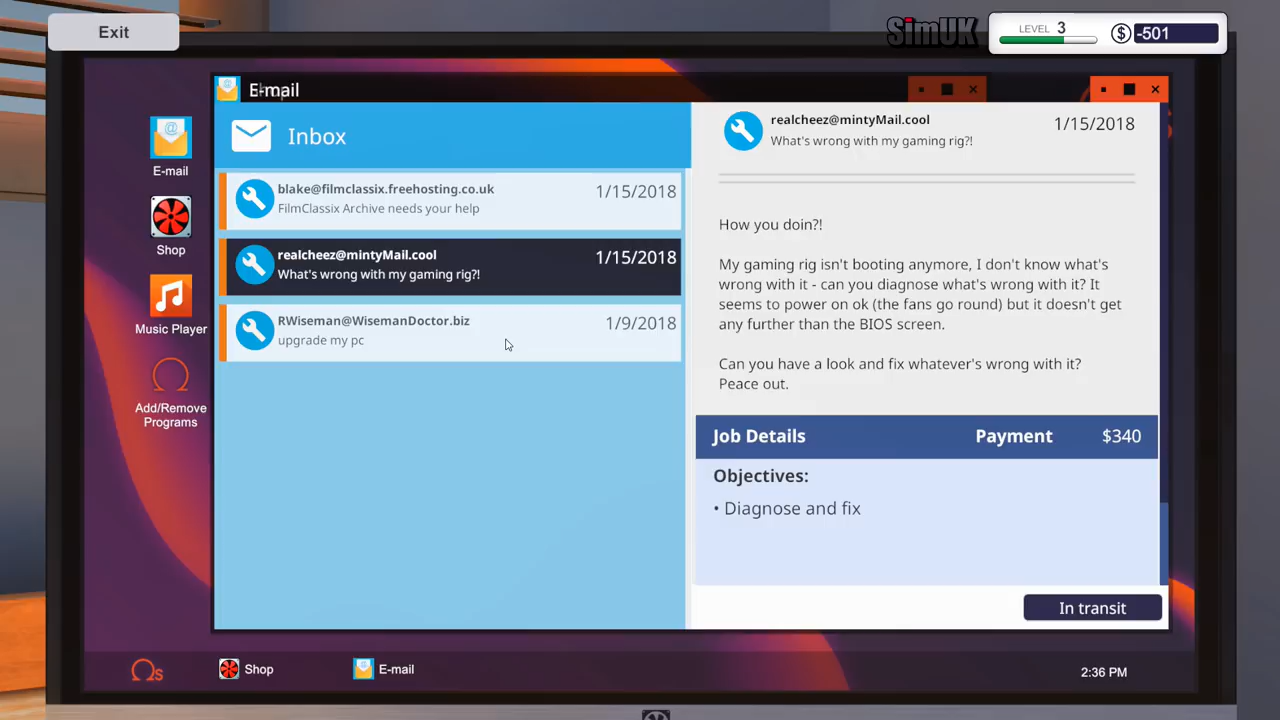 Exit
SimUK
LEVEL 3
$ -501
E-mail
Inbox
blake@filmclassix.freehosting.co.uk
1/15/2018
FilmClassix Archive needs your help
realcheez@mintyMail.cool
1/15/2018
What's wrong with my gaming rig?!
RWiseman@WisemanDoctor.biz
1/9/2018
upgrade my pc
realcheez@mintyMail.cool
1/15/2018
What's wrong with my gaming rig?!
How you doin?!
My gaming rig isn't booting anymore, I don't know what's
wrong with it - can you diagnose what's wrong with it? It
seems to power on ok (the fans go round) but it doesn't get
any further than the BIOS screen.
Can you have a look and fix whatever's wrong with it?
Peace out.
Job Details
Payment
$340
Objectives:
• Diagnose and fix
In transit
E-mail
Shop
Music Player
Add/Remove
Programs
Ωs
Shop
E-mail
2:36 PM